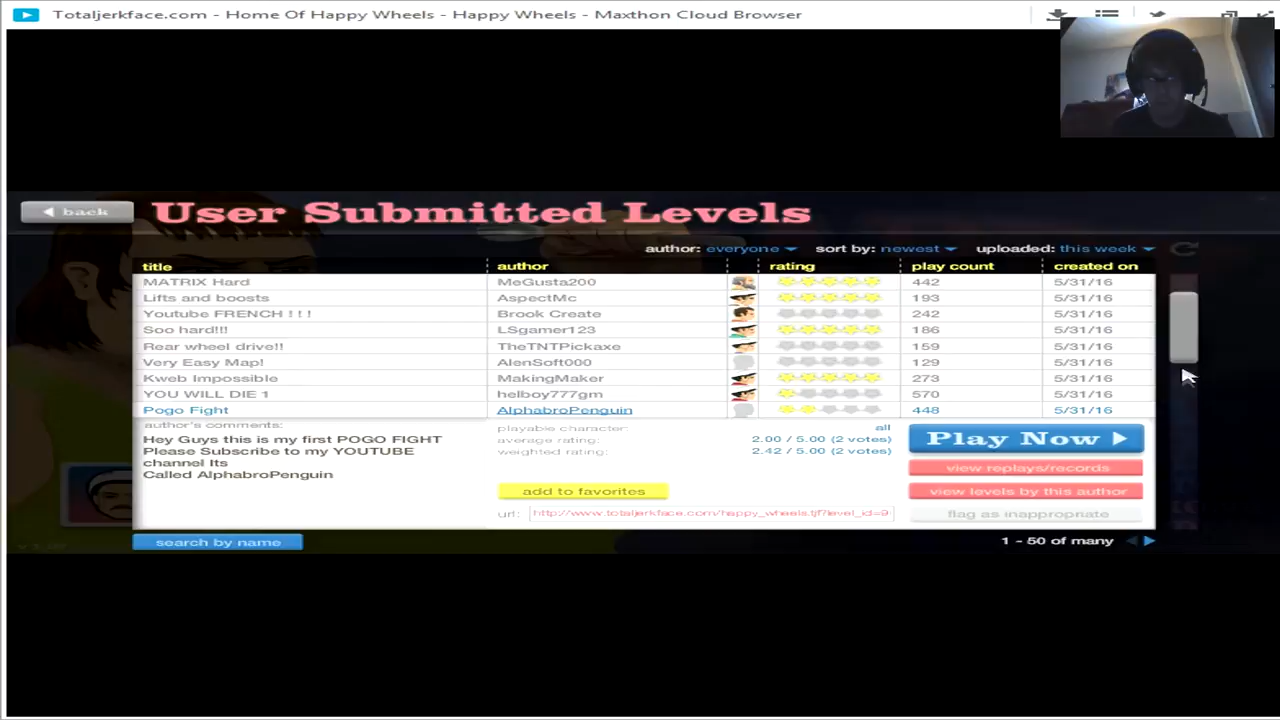 Totaljerkface.com - Home Of Happy Wheels - Happy Wheels - Maxthon Cloud Browser
back
User Submitted Levels
author: everyone sort by: newest uploaded: this week
title author rating play count created on
MATRIX Hard MeGusta200 442 5/31/16
Lifts and boosts AspectMc 193 5/31/16
Youtube FRENCH ! ! ! Brook Create 242 5/31/16
Soo hard!!! LSgamer123 186 5/31/16
Rear wheel drive!! TheTNTPickaxe 159 5/31/16
Very Easy Map! AlenSoft000 129 5/31/16
Kweb Impossible MakingMaker 273 5/31/16
YOU WILL DIE 1 helboy777gm 570 5/31/16
Pogo Fight AlphabroPenguin 448 5/31/16
author's comments:
Hey Guys this is my first POGO FIGHT
Please Subscribe to my YOUTUBE
channel Its
Called AlphabroPenguin
playable character: all
average rating: 2.00 / 5.00 (2 votes)
weighted rating: 2.42 / 5.00 (2 votes)
add to favorites
url: http://www.totaljerkface.com/happy_wheels.tjf?level_id=9
Play Now
view replays/records
view levels by this author
flag as inappropriate
search by name
1 - 50 of many